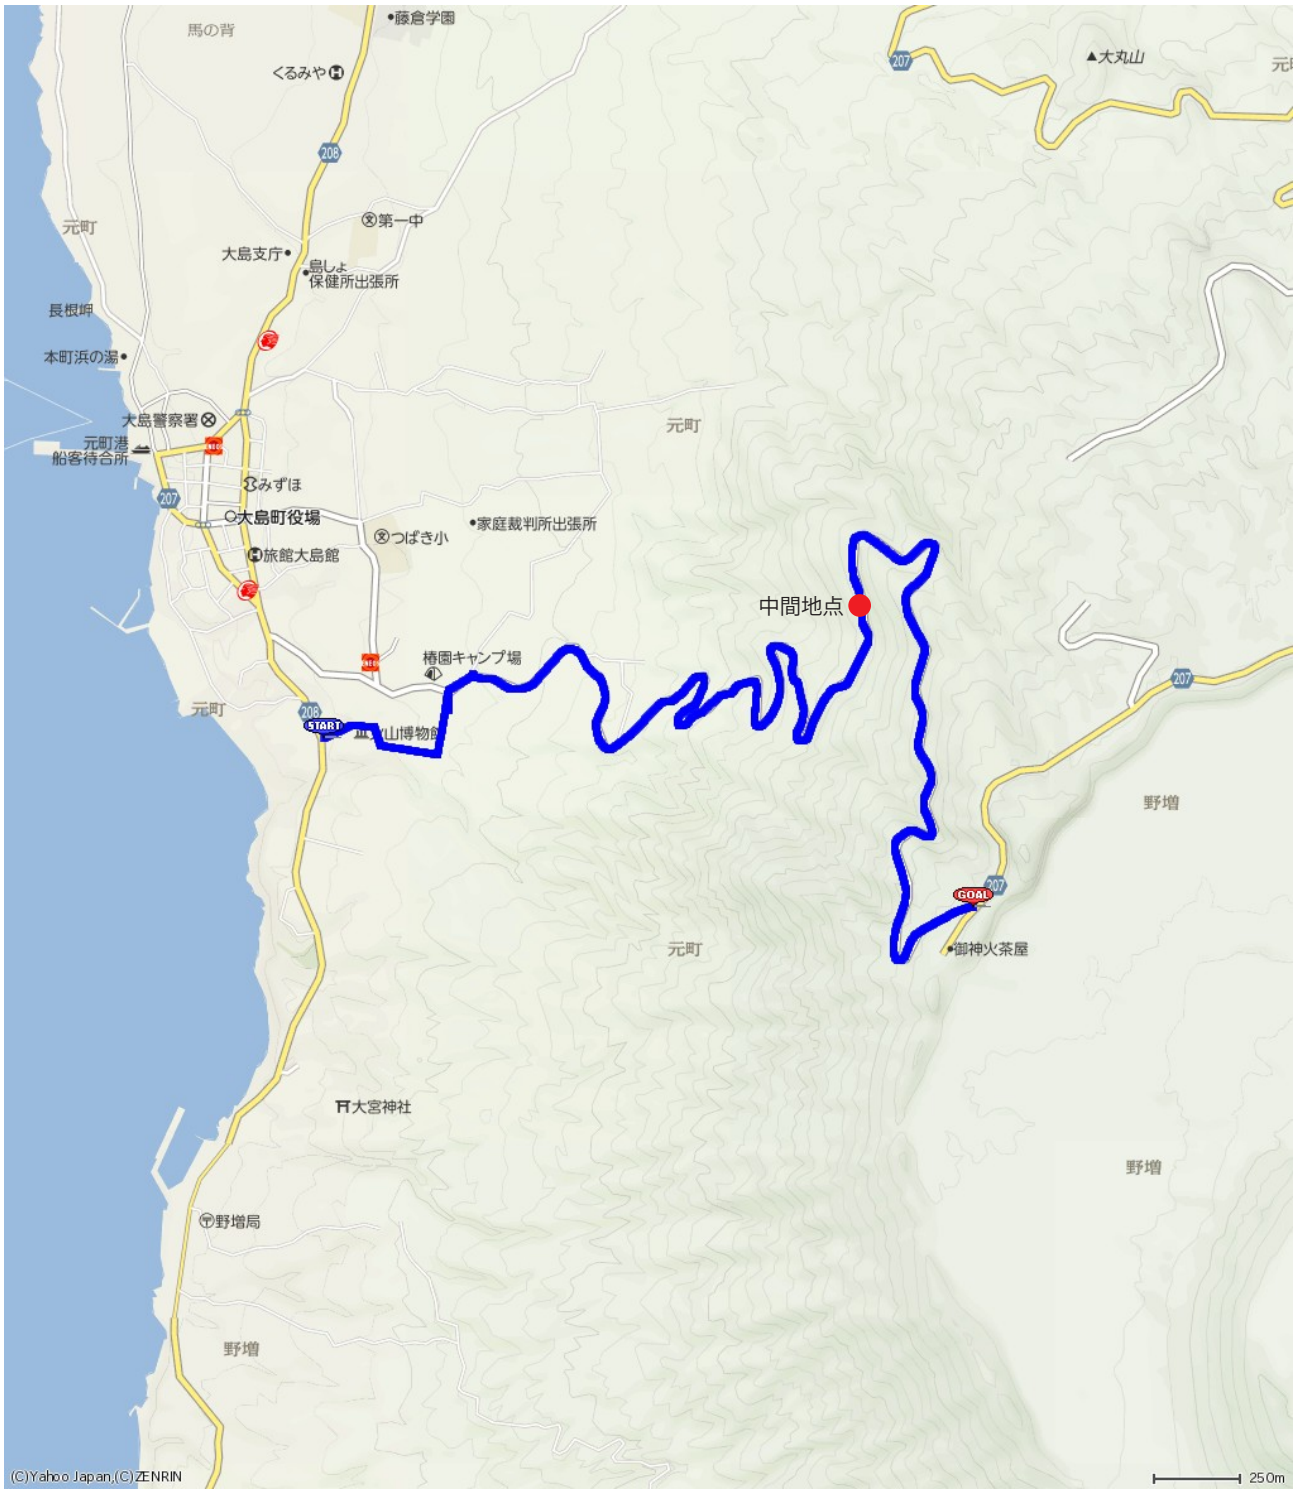 藤倉学園
馬の背
207
大丸山
くるみや
208
元町
第一中
大島支庁
島しょ
保健所出張所
長根岬
本町浜の湯
大島警察署
元町
元町港
船客待合所
みずほ
207
大島町役場
家庭裁判所出張所
つばき小
旅館大島館
中間地点
椿園キャンプ場
207
元町
208
START
火山博物館
野増
GOAL
207
元町
御神火茶屋
大宮神社
野増
野増局
野増
(C)Yahoo Japan,(C)ZENRIN
250m